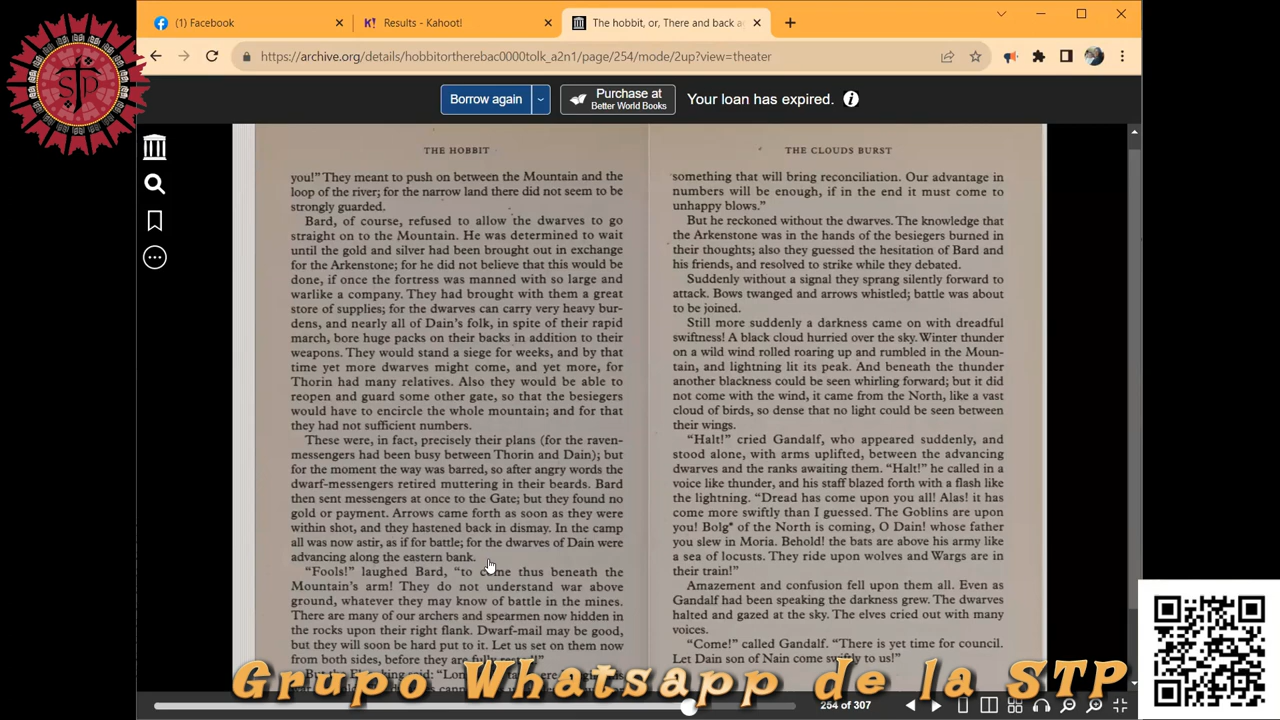 (1) Facebook
Results - Kahoot!
The hobbit, or, There and back ag
https://archive.org/details/hobbitortherebac0000tolk_a2n1/page/254/mode/2up?view=theater
STP
Borrow again
Purchase at
Better World Books
Your loan has expired.
THE HOBBIT
you!" They meant to push on between the Mountain and the
loop of the river; for the narrow land there did not seem to be
strongly guarded.
Bard, of course, refused to allow the dwarves to go
straight on to the Mountain. He was determined to wait
until the gold and silver had been brought out in exchange
for the Arkenstone; for he did not believe that this would be
done, if once the fortress was manned with so large and
warlike a company. They had brought with them a great
store of supplies; for the dwarves can carry very heavy bur-
dens, and nearly all of Dain's folk, in spite of their rapid
march, bore huge packs on their backs in addition to their
weapons. They would stand a siege for weeks, and by that
time yet more dwarves might come, and yet more, for
Thorin had many relatives. Also they would be able to
reopen and guard some other gate, so that the besiegers
would have to encircle the whole mountain; and for that
they had not sufficient numbers.
These were, in fact, precisely their plans (for the raven-
messengers had been busy between Thorin and Dain); but
for the moment the way was barred, so after angry words the
dwarf-messengers retired muttering in their beards. Bard
then sent messengers at once to the Gate; but they found no
gold or payment. Arrows came forth as soon as they were
within shot, and they hastened back in dismay. In the camp
all was now astir, as if for battle; for the dwarves of Dain were
advancing along the eastern bank.
"Fools!" laughed Bard, "to come thus beneath the
Mountain's arm! They do not understand war above
ground, whatever they may know of battle in the mines.
There are many of our archers and spearmen now hidden in
the rocks upon their right flank. Dwarf-mail may be good,
but they will soon be hard put to it. Let us set on them now
from both sides, before they are fully rested!"
THE CLOUDS BURST
something that will bring reconciliation. Our advantage in
numbers will be enough, if in the end it must come to
unhappy blows."
But he reckoned without the dwarves. The knowledge that
the Arkenstone was in the hands of the besiegers burned in
their thoughts; also they guessed the hesitation of Bard and
his friends, and resolved to strike while they debated.
Suddenly without a signal they sprang silently forward to
attack. Bows twanged and arrows whistled; battle was about
to be joined.
Still more suddenly a darkness came on with dreadful
swiftness! A black cloud hurried over the sky. Winter thunder
on a wild wind rolled roaring up and rumbled in the Moun-
tain, and lightning lit its peak. And beneath the thunder
another blackness could be seen whirling forward; but it did
not come with the wind, it came from the North, like a vast
cloud of birds, so dense that no light could be seen between
their wings.
"Halt!" cried Gandalf, who appeared suddenly, and
stood alone, with arms uplifted, between the advancing
dwarves and the ranks awaiting them. "Halt!" he called in a
voice like thunder, and his staff blazed forth with a flash like
the lightning. "Dread has come upon you all! Alas! it has
come more swiftly than I guessed. The Goblins are upon
you! Bolg* of the North is coming, O Dain! whose father
you slew in Moria. Behold! the bats are above his army like
a sea of locusts. They ride upon wolves and Wargs are in
their train!"
Amazement and confusion fell upon them all. Even as
Gandalf had been speaking the darkness grew. The dwarves
halted and gazed at the sky. The elves cried out with many
voices.
"Come!" called Gandalf. "There is yet time for council.
Let Dain son of Nain come swiftly to us!"
Grupo Whatsapp de la STP
254 of 307